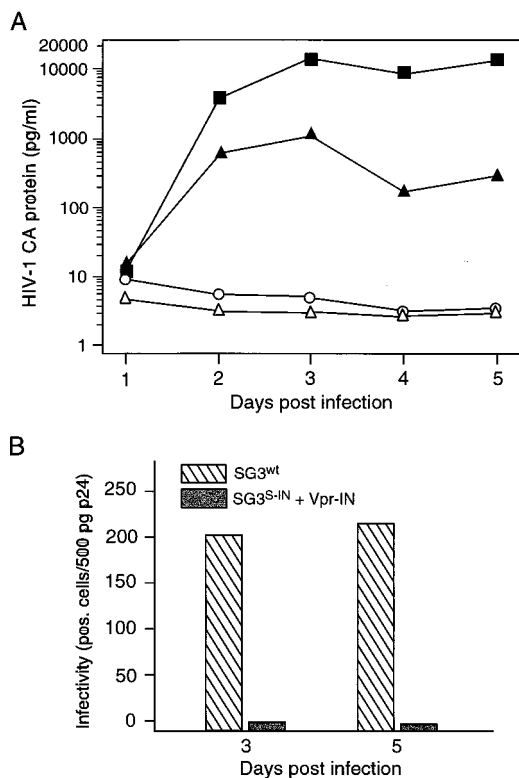 A
20000
10000
1000
100
10
1
HIV-1 CA protein (pg/ml)
1 2 3 4 5
Days post infection
B
SG3wt
SG3S-IN + Vpr-IN
250
200
150
100
50
0
Infectivity (pos. cells/500 pg p24)
3 5
Days post infection